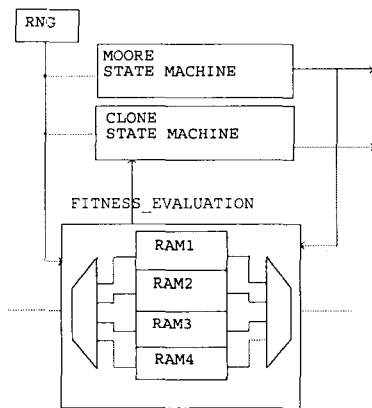 RNG
MOORE
STATE MACHINE
CLONE
STATE MACHINE
FITNESS_EVALUATION
RAM1
RAM2
RAM3
RAM4